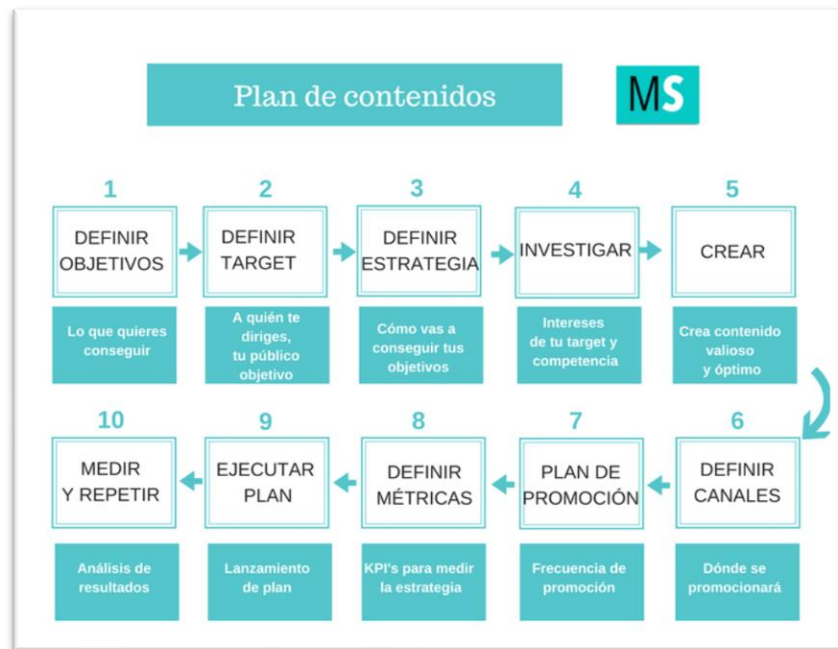 Plan de contenidos
MS
1
DEFINIR
OBJETIVOS
Lo que quieres
conseguir
2
DEFINIR
TARGET
A quién te
diriges,
tu público
objetivo
3
DEFINIR
ESTRATEGIA
Cómo vas a
conseguir tus
objetivos
4
INVESTIGAR
Intereses
de tu target y
competencia
5
CREAR
Crea contenido
valioso
y óptimo
6
DEFINIR
CANALES
Dónde se
promocionará
7
PLAN DE
PROMOCIÓN
Frecuencia de
promoción
8
DEFINIR
MÉTRICAS
KPI's para medir
la estrategia
9
EJECUTAR
PLAN
Lanzamiento
de plan
10
MEDIR
Y REPETIR
Análisis de
resultados